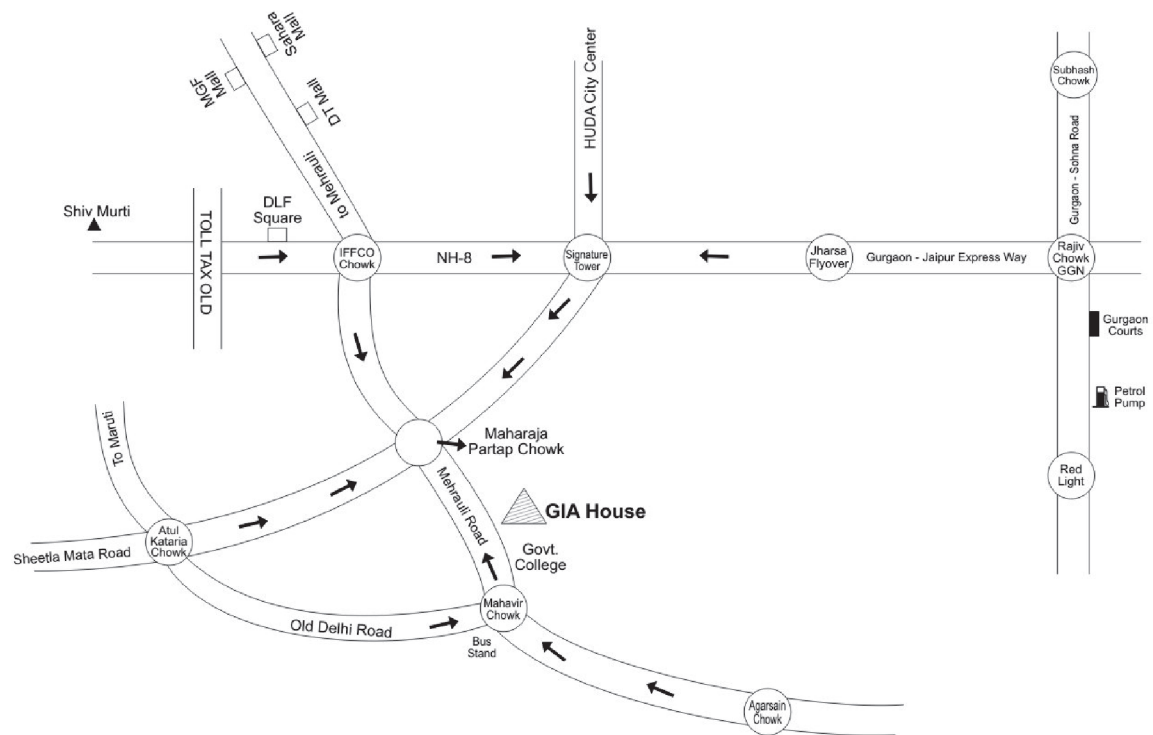 Sahara
Mall
MGF
Mall
DT Mall
to Mehrauli
HUDA City Center
Subhash
Chowk
Gurgaon - Sohna Road
Shiv Murti
TOLL TAX OLD
DLF
Square
IFFCO
Chowk
NH-8
Signature
Tower
Jharsa
Flyover
Gurgaon - Jaipur Express Way
Rajiv
Chowk
GGN
Gurgaon
Courts
Petrol
Pump
Red
Light
To Maruti
Maharaja
Partap Chowk
Mehrauli Road
GIA House
Govt.
College
Atul
Kataria
Chowk
Sheetla Mata Road
Old Delhi Road
Mahavir
Chowk
Bus
Stand
Agarsain
Chowk